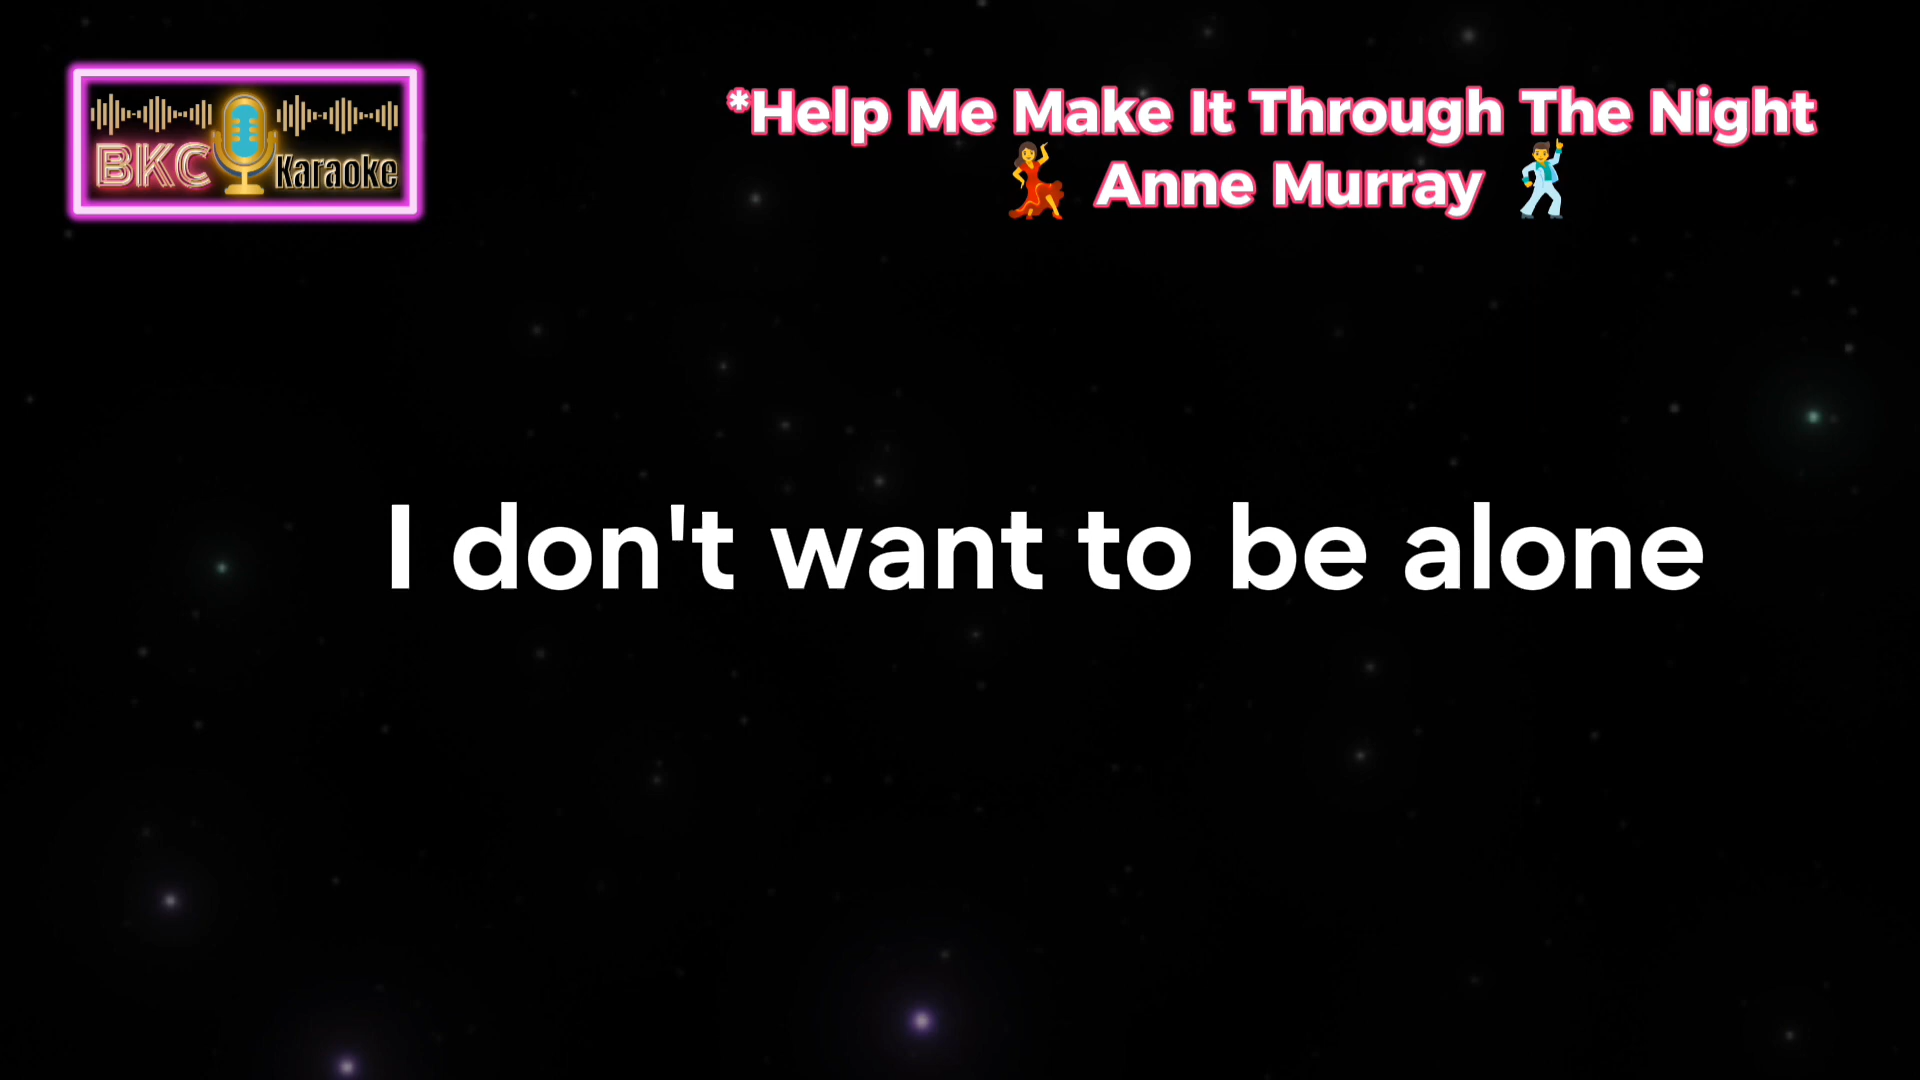 BKC Karaoke
*Help Me Make It Through The Night
💃 Anne Murray 🕺
I don't want to be alone